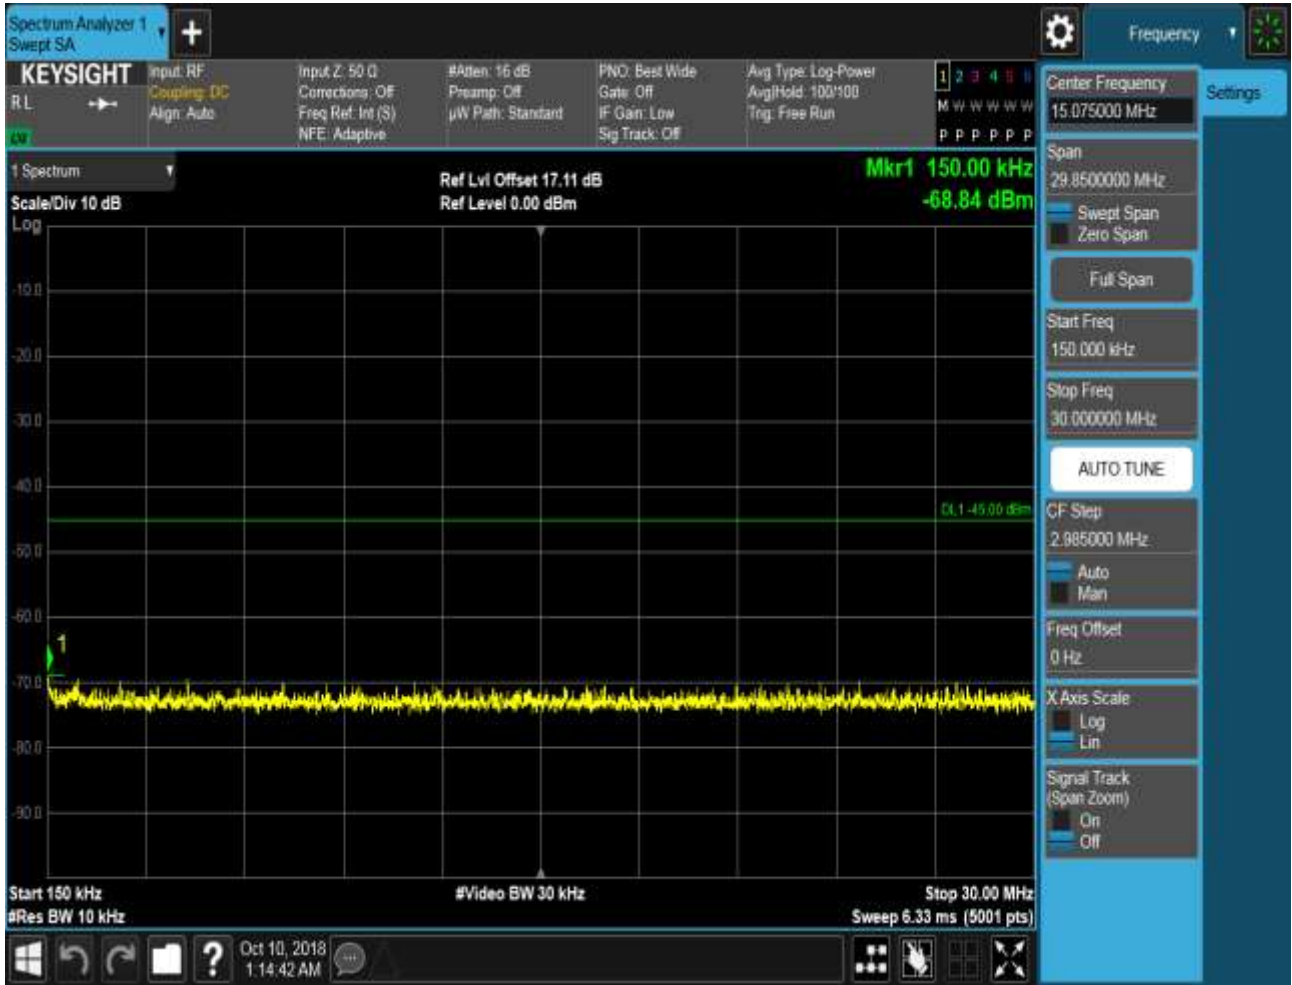 Spectrum Analyzer 1
Swept SA
+
Frequency
KEYSIGHT
R L
LXI
Input: RF
Coupling: DC
Align: Auto
Input Z: 50 Ω
Corrections: Off
Freq Ref: Int (S)
NFE: Adaptive
#Atten: 16 dB
Preamp: Off
µW Path: Standard
PNO: Best Wide
Gate: Off
IF Gain: Low
Sig Track: Off
Avg Type: Log-Power
Avg|Hold: 100/100
Trig: Free Run
1 2 3 4 5 6
M W W W W W
P P P P P P
1 Spectrum
Scale/Div 10 dB
Log
Ref Lvl Offset 17.11 dB
Ref Level 0.00 dBm
Mkr1 150.00 kHz
-68.84 dBm
-10.0
-20.0
-30.0
-40.0
DL1 -45.00 dBm
-50.0
-60.0
1
-70.0
-80.0
-90.0
Start 150 kHz
#Video BW 30 kHz
Stop 30.00 MHz
#Res BW 10 kHz
Sweep 6.33 ms (5001 pts)
Center Frequency
15.075000 MHz
Settings
Span
29.8500000 MHz
Swept Span
Zero Span
Full Span
Start Freq
150.000 kHz
Stop Freq
30.000000 MHz
AUTO TUNE
CF Step
2.985000 MHz
Auto
Man
Freq Offset
0 Hz
X Axis Scale
Log
Lin
Signal Track
(Span Zoom)
On
Off
?
Oct 10, 2018
1:14:42 AM